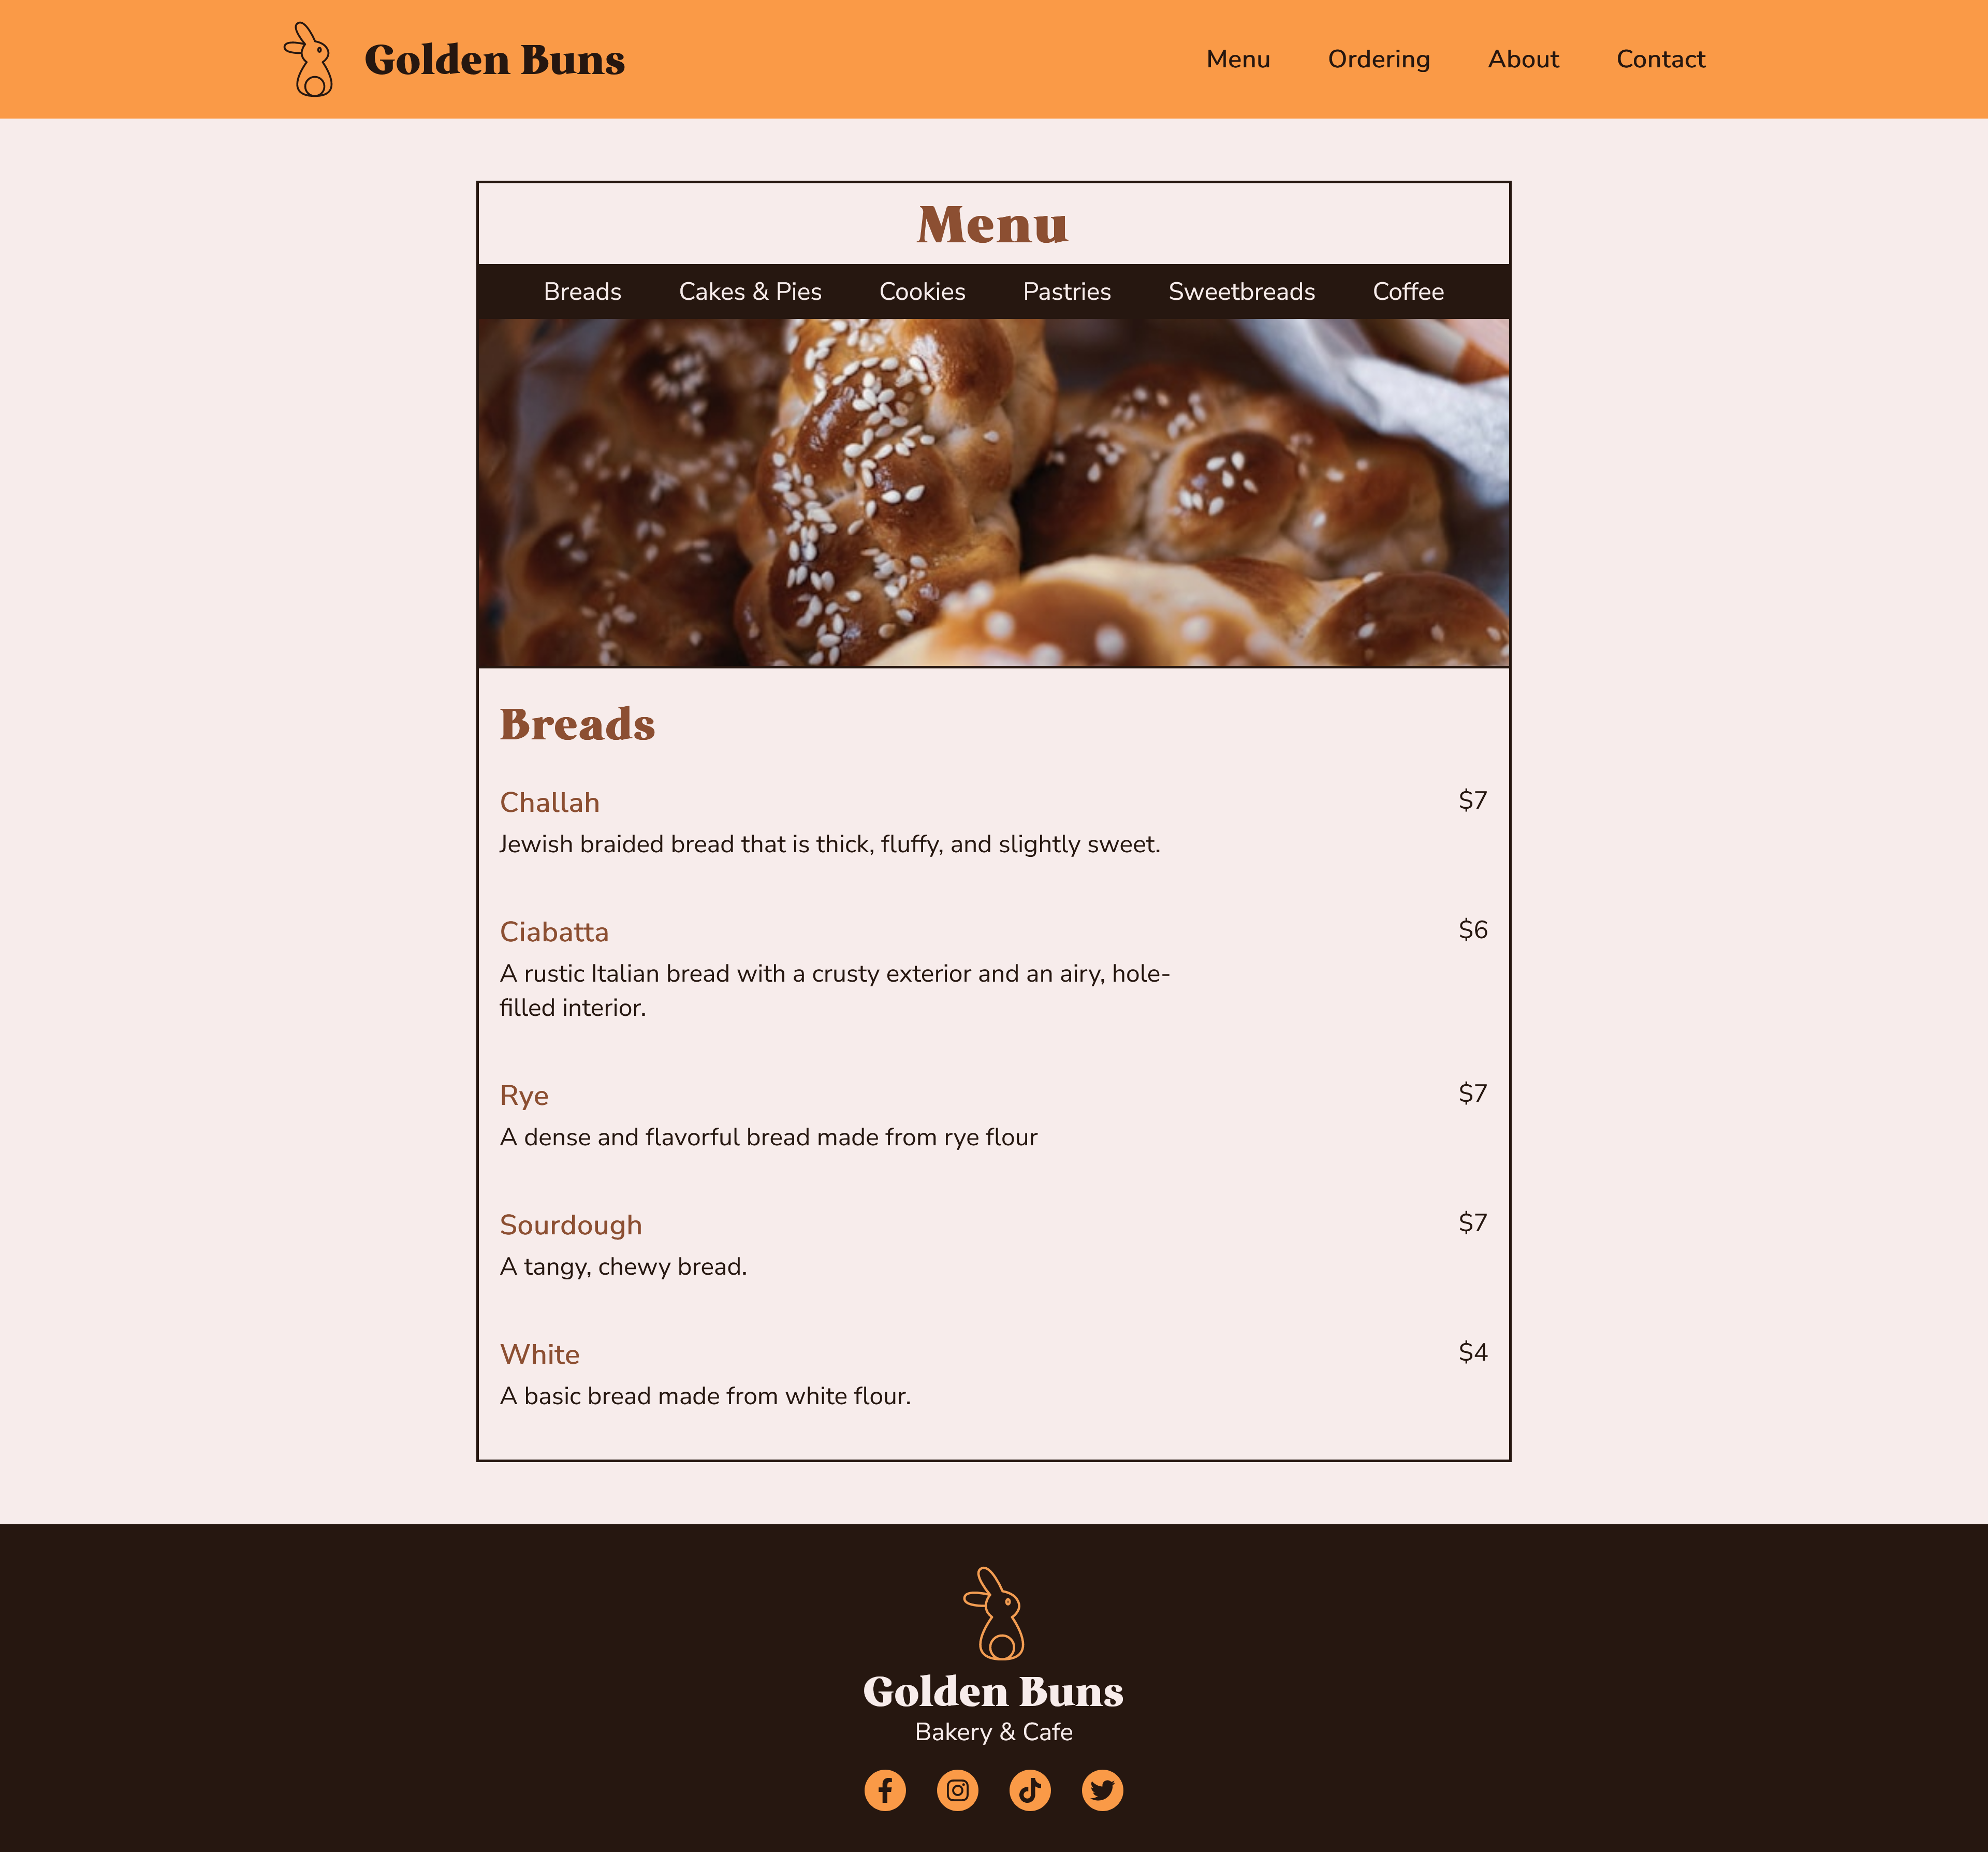 Golden Buns
Menu Ordering About Contact
Menu
Breads Cakes & Pies Cookies Pastries Sweetbreads Coffee
Breads
Challah $7
Jewish braided bread that is thick, fluffy, and slightly sweet.
Ciabatta $6
A rustic Italian bread with a crusty exterior and an airy, hole-
filled interior.
Rye $7
A dense and flavorful bread made from rye flour
Sourdough $7
A tangy, chewy bread.
White $4
A basic bread made from white flour.
Golden Buns
Bakery & Cafe